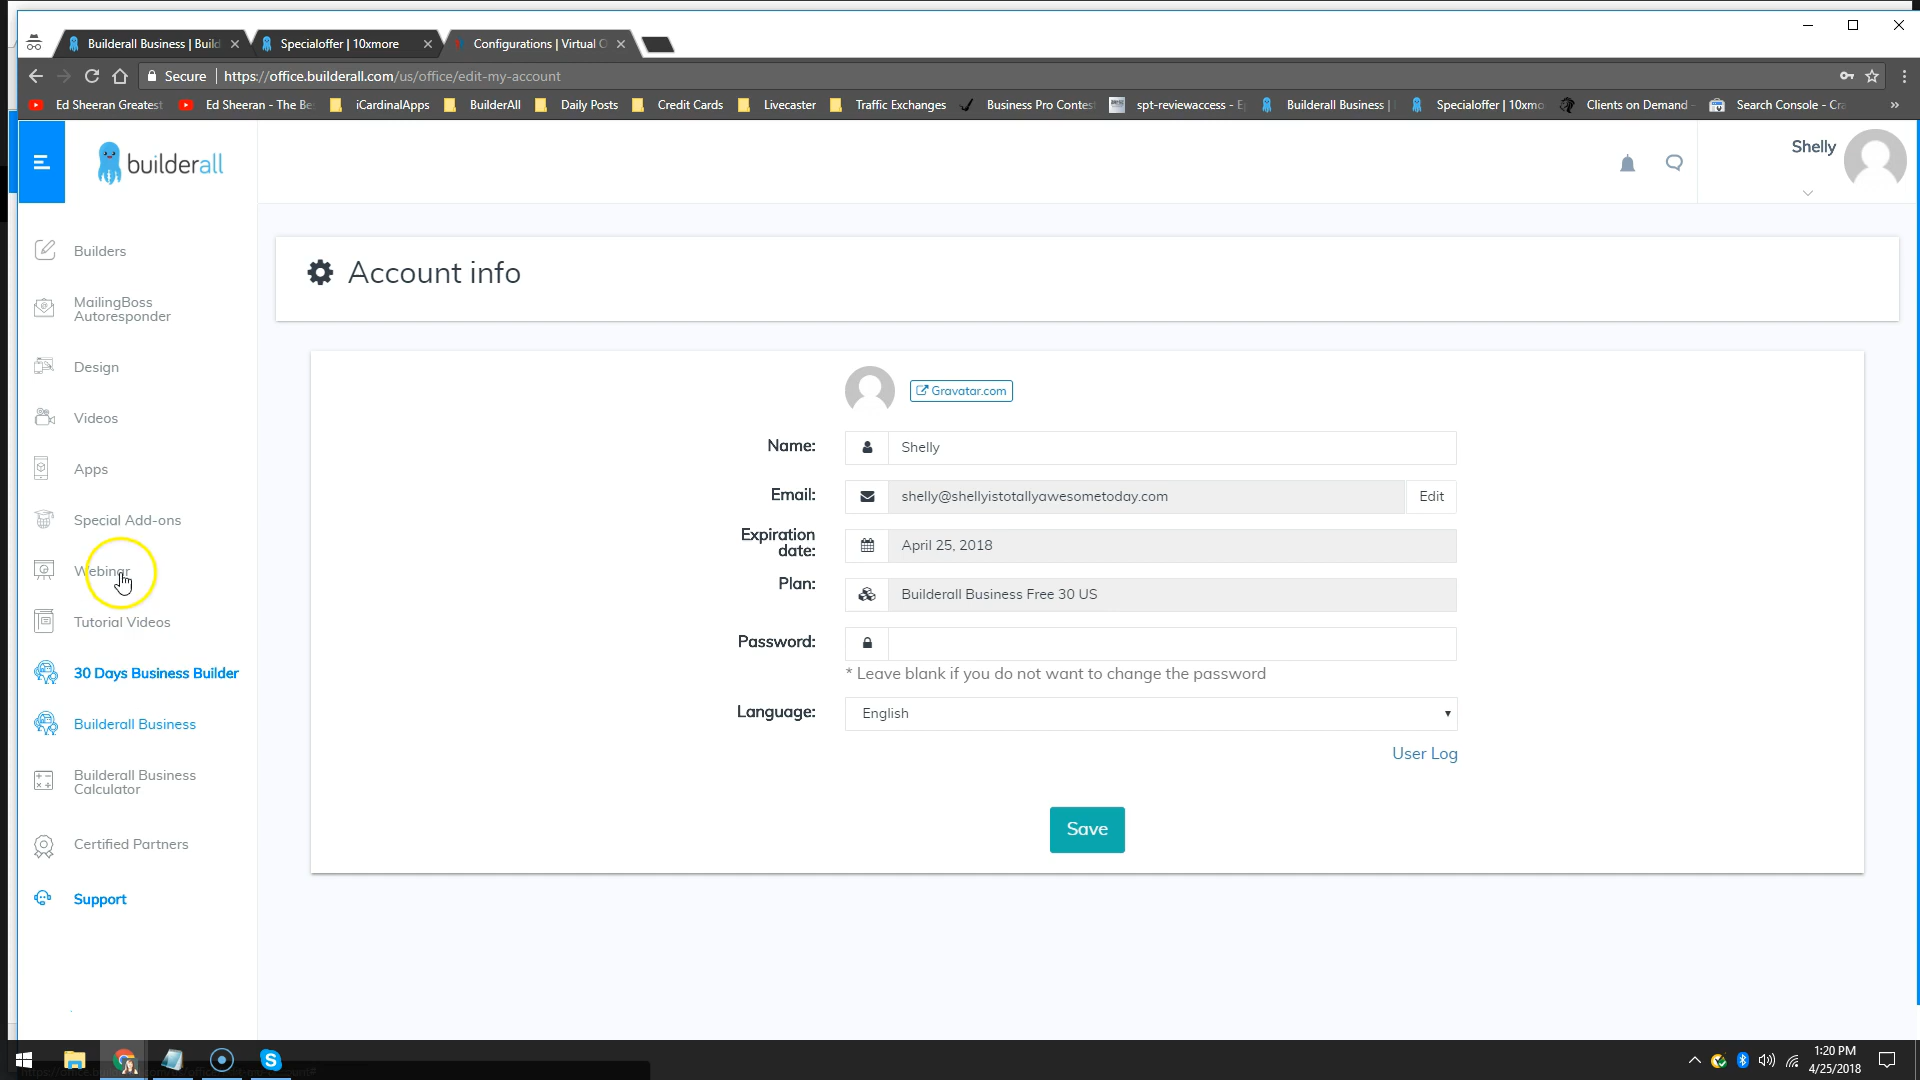 Builderall Business | Build
Specialoffer | 10xmore
Configurations | Virtual O
Secure
https://office.builderall.com/us/office/edit-my-account
Ed Sheeran Greatest
Ed Sheeran - The Be
iCardinalApps
BuilderAll
Daily Posts
Credit Cards
Livecaster
Traffic Exchanges
Business Pro Contes
spt-reviewaccess - E
Builderall Business |
Specialoffer | 10xmo
Clients on Demand -
Search Console - Cra
»
builderall
Shelly
Builders
MailingBoss
Autoresponder
Design
Videos
Apps
Special Add-ons
Webinar
Tutorial Videos
30 Days Business Builder
Builderall Business
Builderall Business
Calculator
Certified Partners
Support
Account info
Gravatar.com
Name:
Shelly
Email:
shelly@shellyistotallyawesometoday.com
Edit
Expiration
date:
April 25, 2018
Plan:
Builderall Business Free 30 US
Password:
* Leave blank if you do not want to change the password
Language:
English
User Log
Save
1:20 PM
4/25/2018